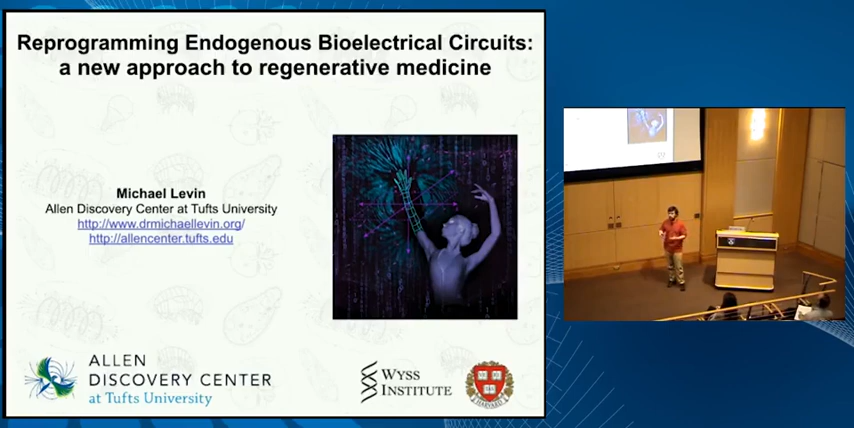 Reprogramming Endogenous Bioelectrical Circuits:
a new approach to regenerative medicine
Michael Levin
Allen Discovery Center at Tufts University
http://www.drmichaellevin.org/
http://allencenter.tufts.edu
ALLEN
DISCOVERY CENTER
at Tufts University
WYSS
INSTITUTE
HARVARD